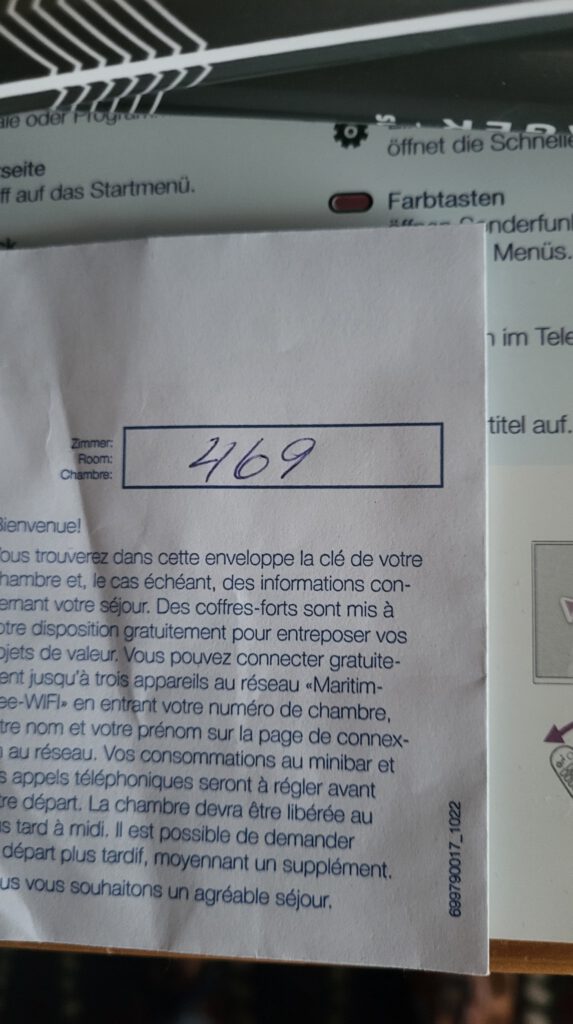 oder
seite
ff auf das Startmenü.
öffnet die Schnelle
Farbtasten
Menüs.
im Tele
titel auf.
Zimmer:
Room:
Chambre:
469
Bienvenue!
ous trouverez dans cette enveloppe la clé de votre
hambre et, le cas échéant, des informations con-
ernant votre séjour. Des coffres-forts sont mis à
otre disposition gratuitement pour entreposer vos
ojets de valeur. Vous pouvez connecter gratuite-
ent jusqu'à trois appareils au réseau «Maritim-
ee-WIFI» en entrant votre numéro de chambre,
tre nom et votre prénom sur la page de connex-
au réseau. Vos consommations au minibar et
s appels téléphoniques seront à régler avant
tre départ. La chambre devra être libérée au
us tard à midi. Il est possible de demander
départ plus tardif, moyennant un supplément.
us vous souhaitons un agréable séjour.
699790017_1022